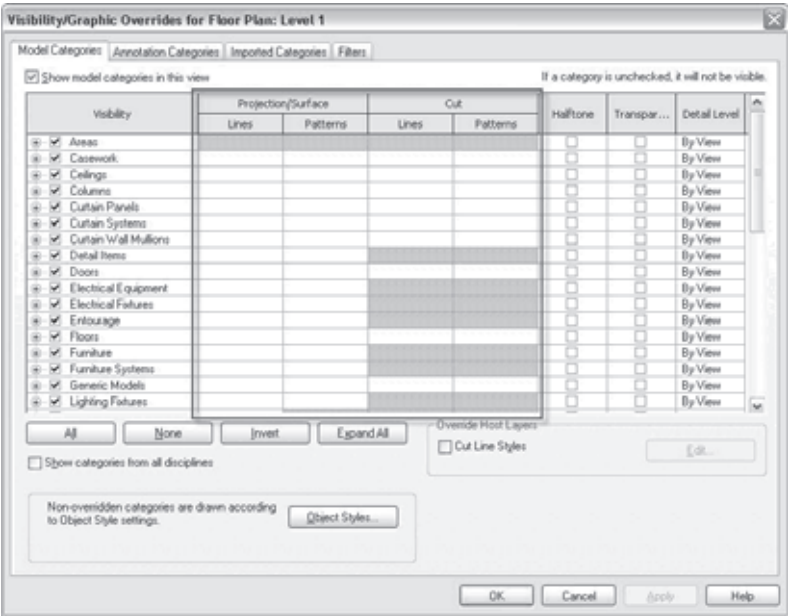 Visibility/Graphic Overrides for Floor Plan: Level 1
Model Categories Annotation Categories Imported Categories Filters
Show model categories in this view If a category is unchecked, it will not be visible.
Visibility Projection/Surface Cut Halftone Transpar... Detail Level
Lines Patterns Lines Patterns
Areas By View
Casework By View
Ceilings By View
Columns By View
Curtain Panels By View
Curtain Systems By View
Curtain Wall Mullions By View
Detail Items By View
Doors By View
Electrical Equipment By View
Electrical Fixtures By View
Entourage By View
Floors By View
Furniture By View
Furniture Systems By View
Generic Models By View
Lighting Fixtures By View
All None Invert Expand All
Override Host Layers
Cut Line Styles Edit...
Show categories from all disciplines
Non-overridden categories are drawn according
to Object Style settings.
Object Styles...
OK Cancel Apply Help